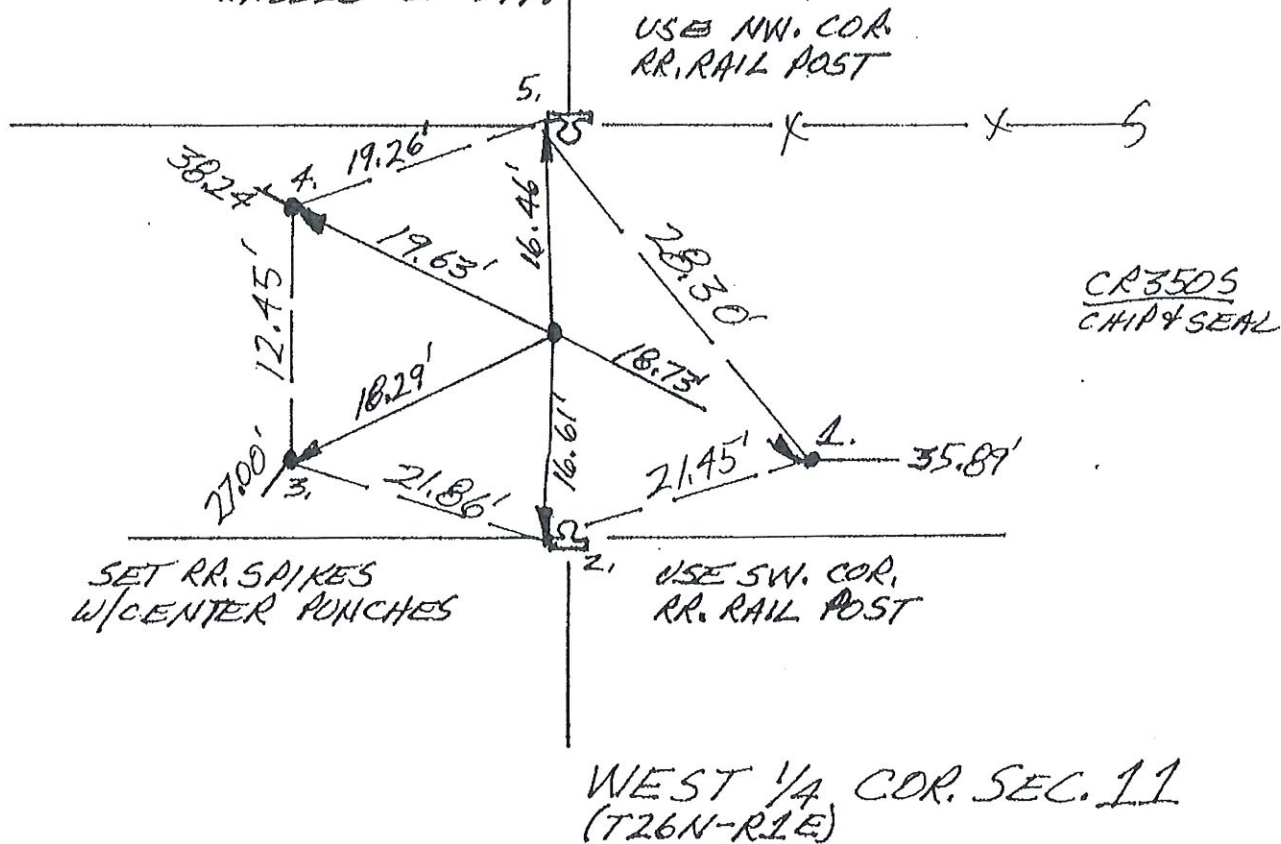 USE NW. COR.
RR. RAIL POST
5.
19.26'
38.24
4.
16.46'
19.63'
28.30'
12.45'
CR350S
CHIP & SEAL
18.73'
18.29'
16.61'
1.
35.89'
21.45'
27.00'
3.
21.86'
2.
SET RR. SPIKES
W/CENTER PUNCHES
USE SW. COR.
RR. RAIL POST
WEST 1/4 COR. SEC. 11
(T26N-R1E)